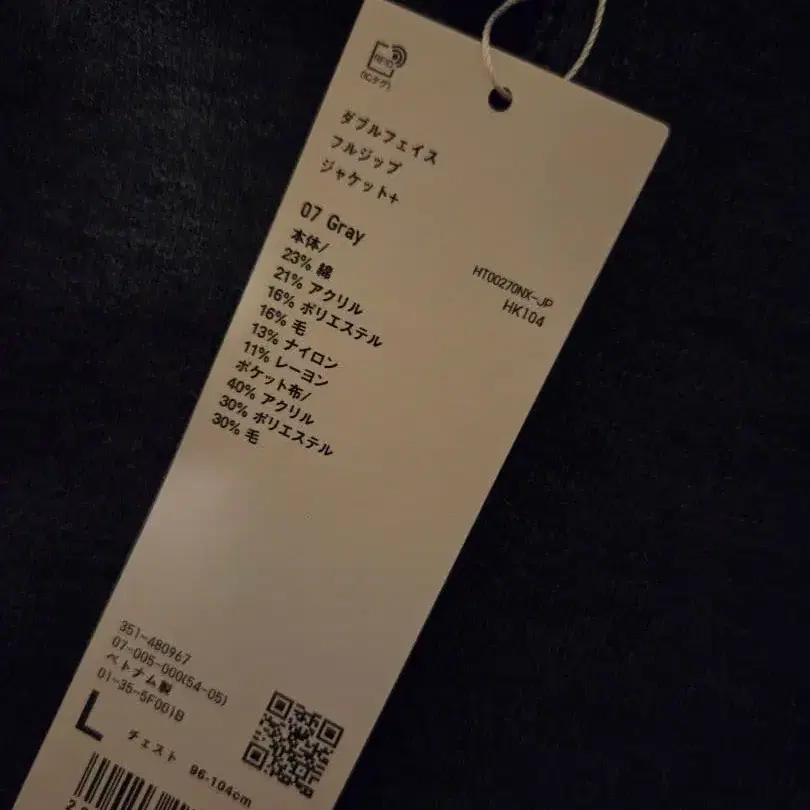 RFID
(ICタグ)
ダブルフェイス
フルジップ
ジャケット+
07 Gray
HT00270NX-JP
HK104
本体/
23% 綿
21% アクリル
16% ポリエステル
16% 毛
13% ナイロン
11% レーヨン
ポケット布/
40% アクリル
30% ポリエステル
30% 毛
351-480967
07-005-000(54-05)
ベトナム製
01-35-5F001B
L
チェスト 96-104cm